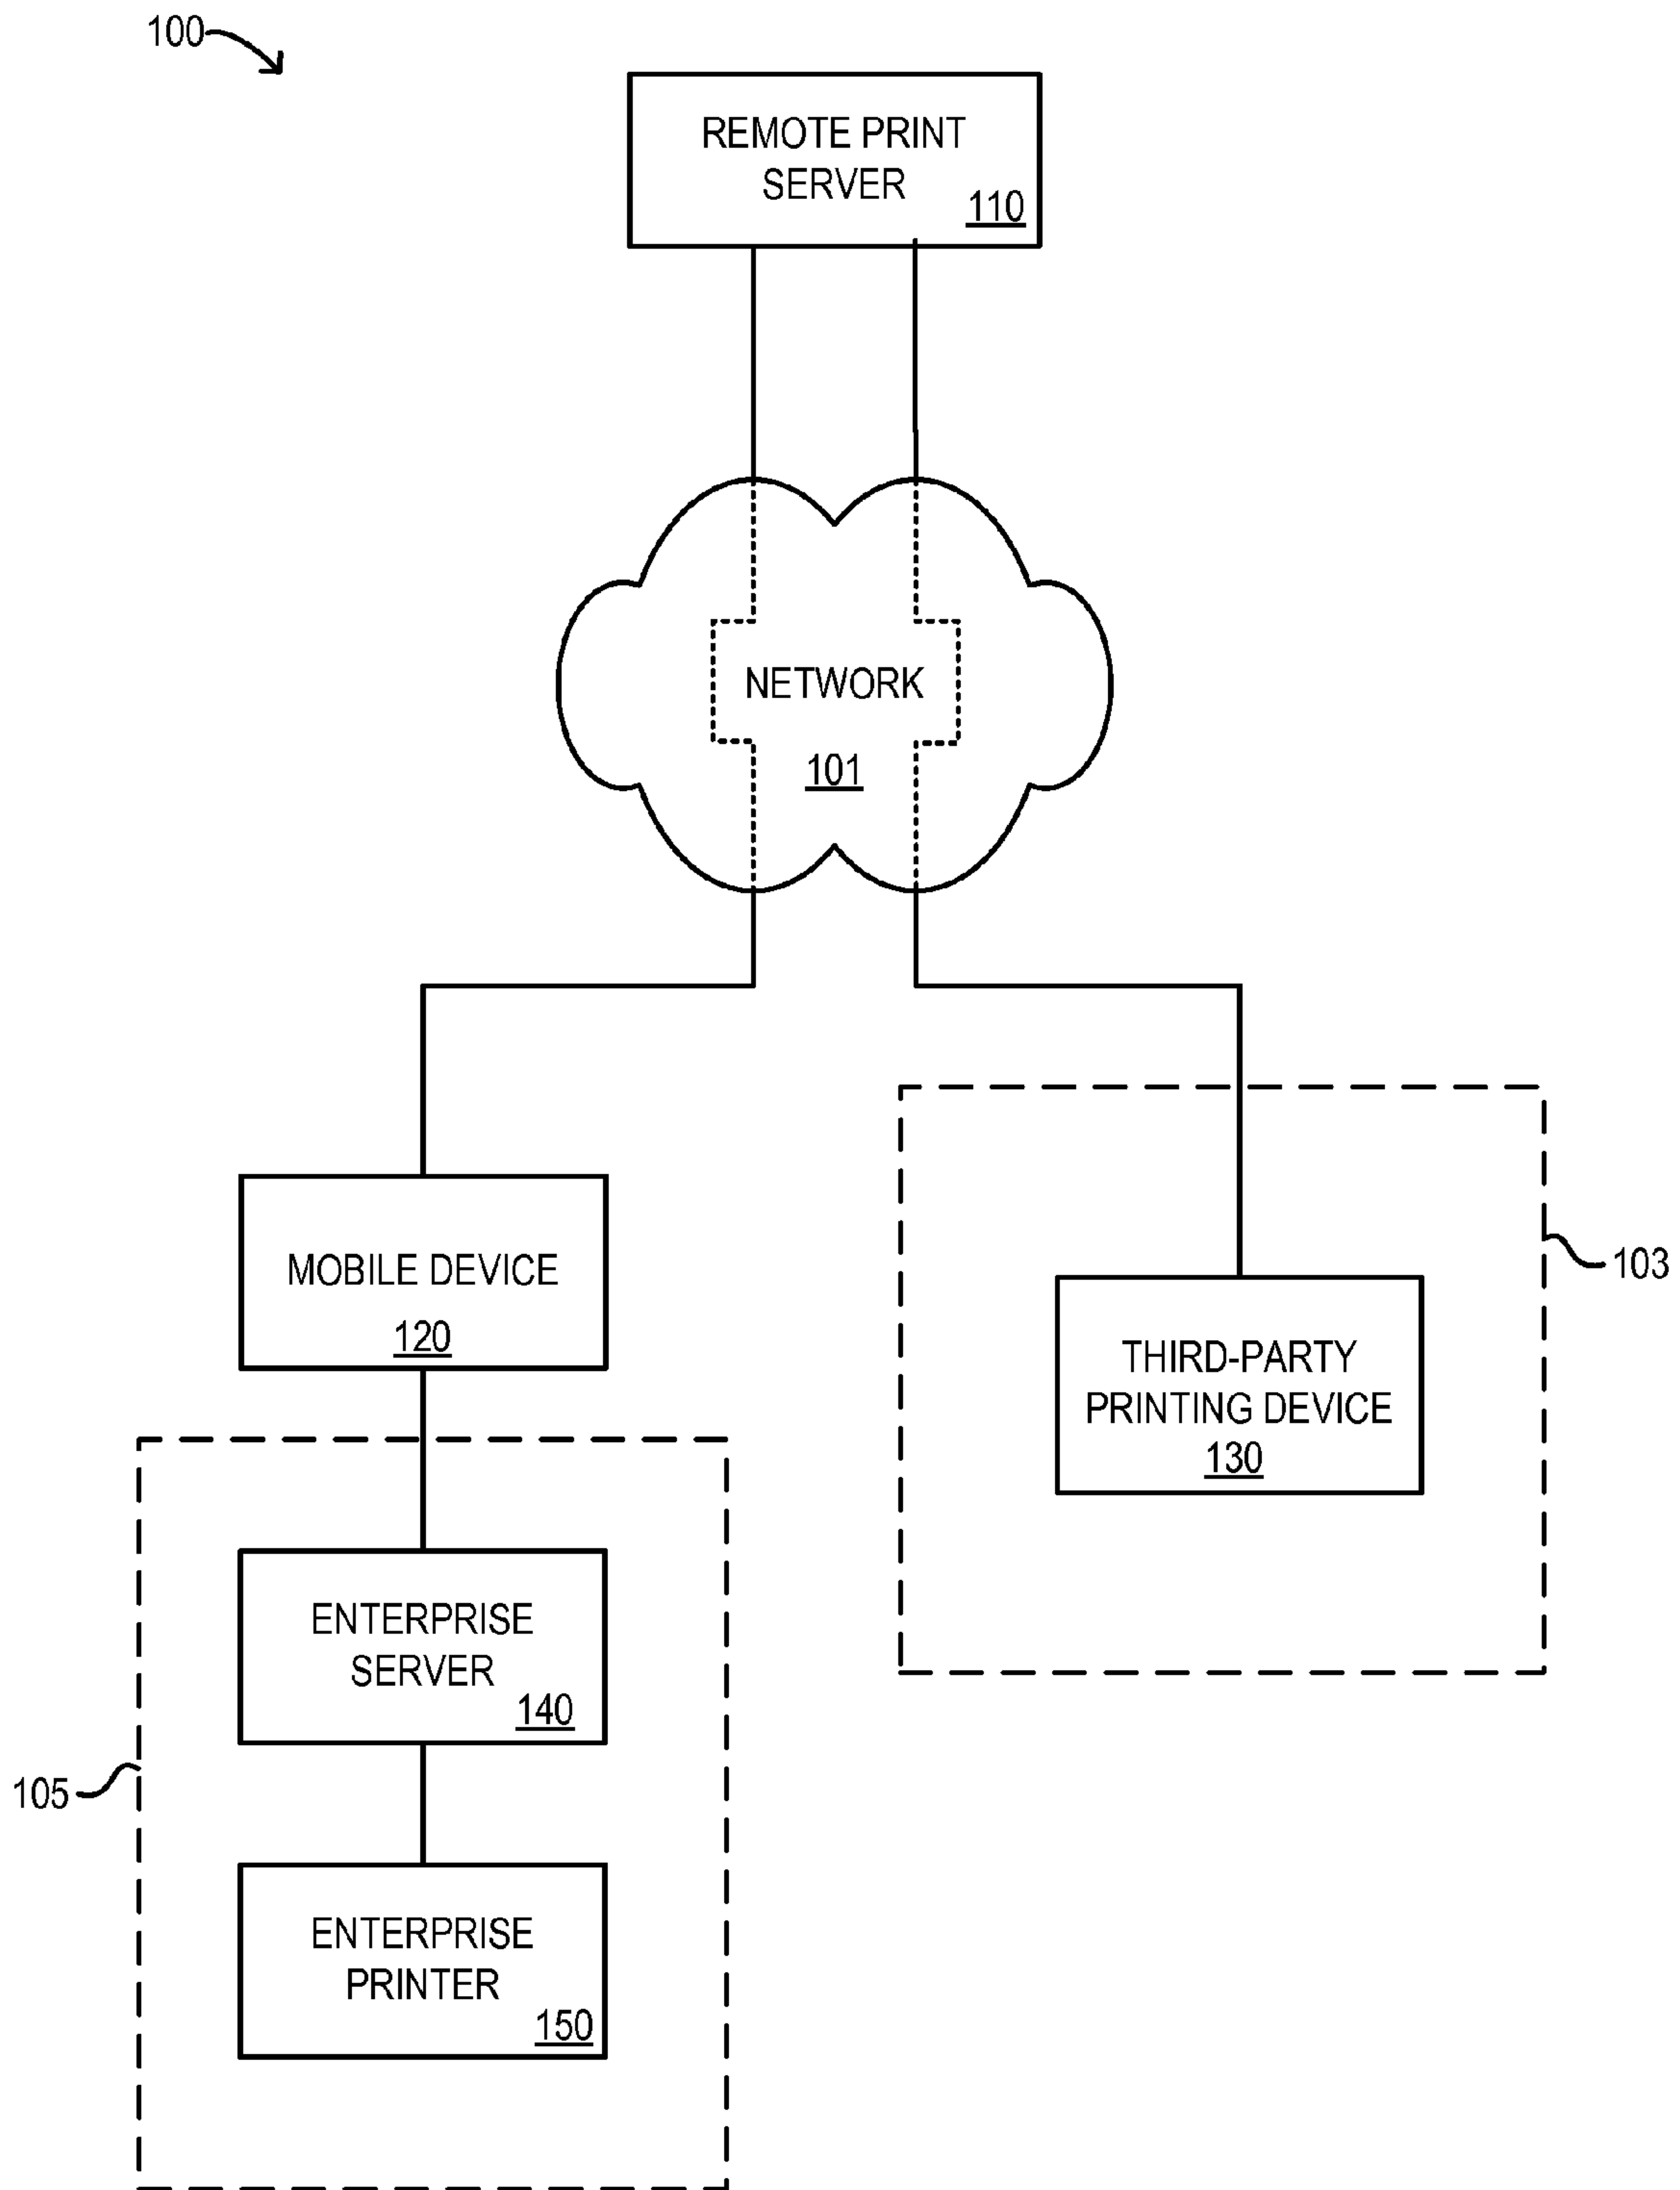 100
REMOTE PRINT
SERVER
110
NETWORK
101
MOBILE DEVICE
120
103
THIRD-PARTY
PRINTING DEVICE
130
ENTERPRISE
SERVER
140
105
ENTERPRISE
PRINTER
150